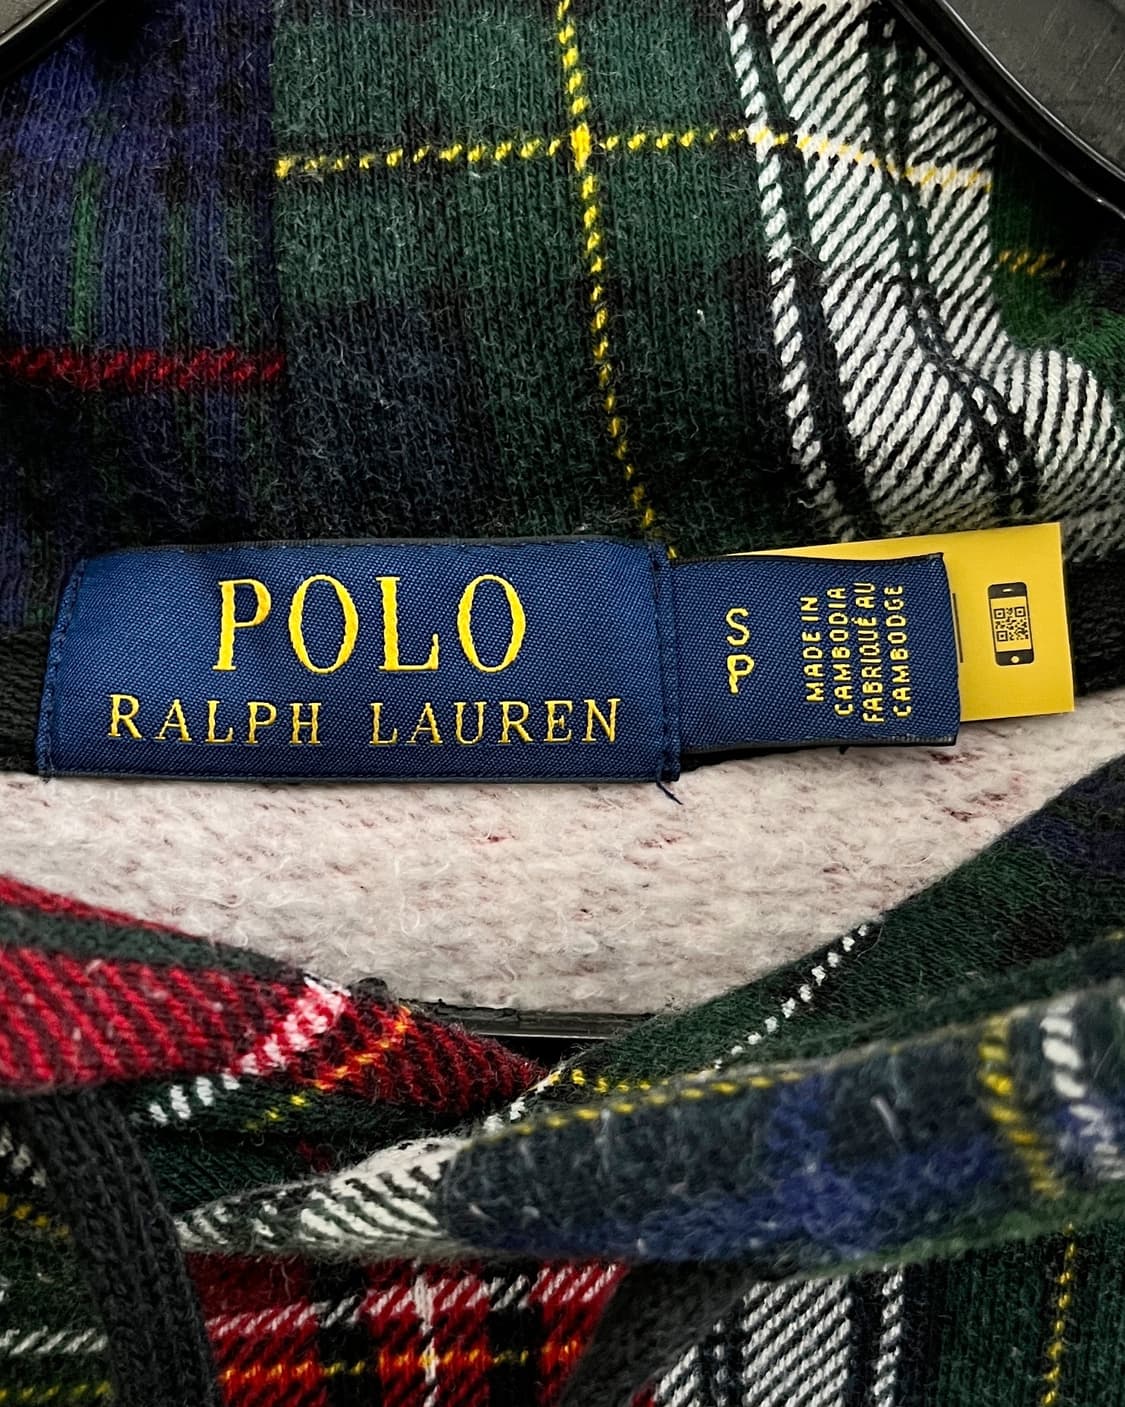 POLO
RALPH LAUREN
S
P
MADE IN
CAMBODIA
FABRIQUÉ AU
CAMBODGE